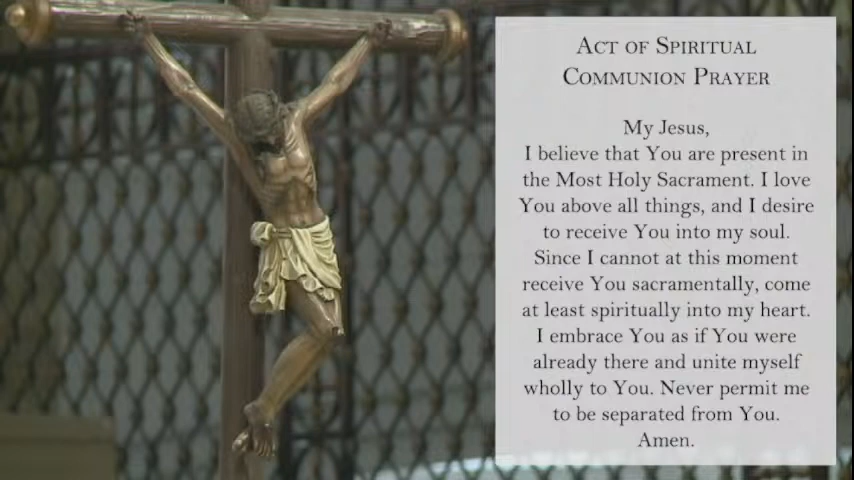 Act of Spiritual
Communion Prayer
My Jesus,
I believe that You are present in
the Most Holy Sacrament. I love
You above all things, and I desire
to receive You into my soul.
Since I cannot at this moment
receive You sacramentally, come
at least spiritually into my heart.
I embrace You as if You were
already there and unite myself
wholly to You. Never permit me
to be separated from You.
Amen.